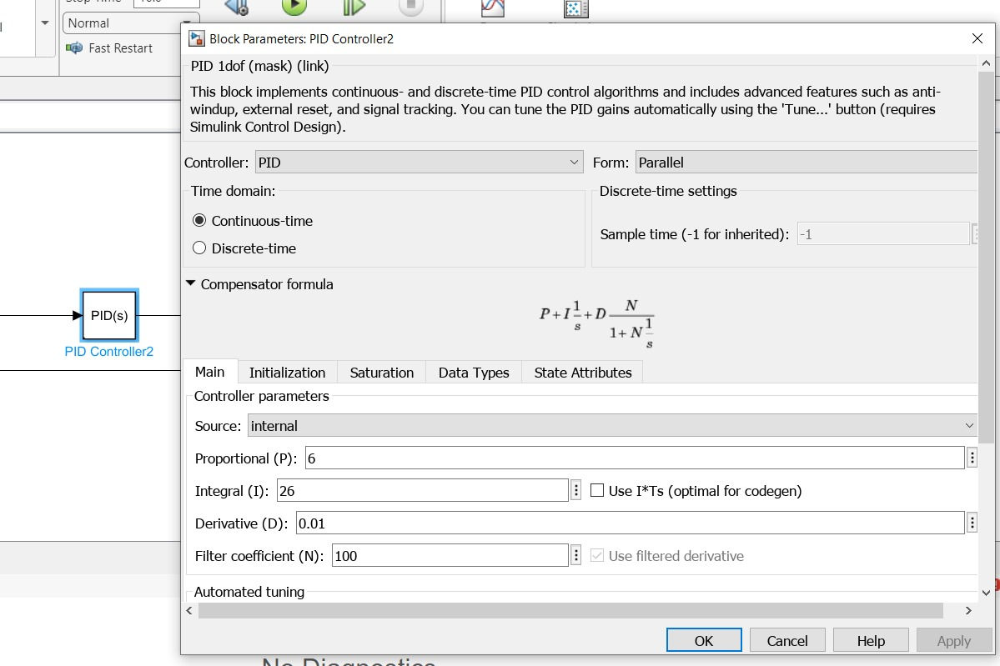 Normal
Fast Restart
Block Parameters: PID Controller2
PID 1dof (mask) (link)
This block implements continuous- and discrete-time PID control algorithms and includes advanced features such as anti-
windup, external reset, and signal tracking. You can tune the PID gains automatically using the 'Tune...' button (requires
Simulink Control Design).
Controller: PID Form: Parallel
Time domain: Discrete-time settings
Continuous-time
Sample time (-1 for inherited): -1
Discrete-time
Compensator formula
P+I 1/s +D N/(1+N 1/s)
PID(s)
PID Controller2
Main Initialization Saturation Data Types State Attributes
Controller parameters
Source: internal
Proportional (P): 6
Integral (I): 26 Use I*Ts (optimal for codegen)
Derivative (D): 0.01
Filter coefficient (N): 100 Use filtered derivative
Automated tuning
OK Cancel Help Apply
No Diagnostics